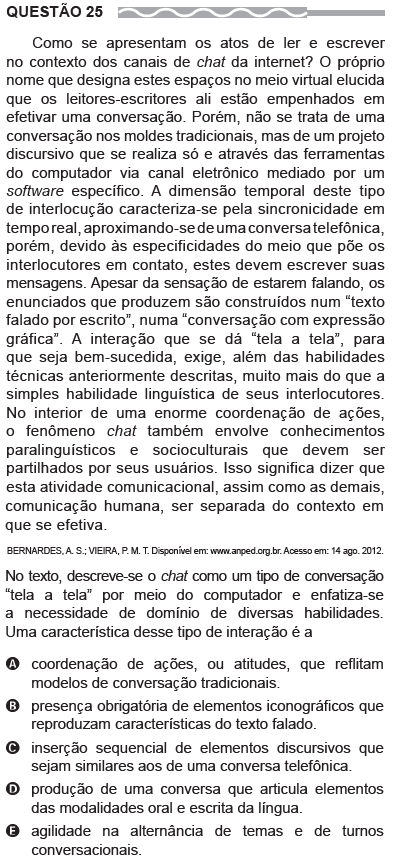 QUESTÃO 25
Como se apresentam os atos de ler e escrever
no contexto dos canais de chat da internet? O próprio
nome que designa estes espaços no meio virtual elucida
que os leitores-escritores ali estão empenhados em
efetivar uma conversação. Porém, não se trata de uma
conversação nos moldes tradicionais, mas de um projeto
discursivo que se realiza só e através das ferramentas
do computador via canal eletrônico mediado por um
software específico. A dimensão temporal deste tipo
de interlocução caracteriza-se pela sincronicidade em
tempo real, aproximando-se de uma conversa telefônica,
porém, devido às especificidades do meio que põe os
interlocutores em contato, estes devem escrever suas
mensagens. Apesar da sensação de estarem falando, os
enunciados que produzem são construídos num “texto
falado por escrito”, numa “conversação com expressão
gráfica”. A interação que se dá “tela a tela”, para
que seja bem-sucedida, exige, além das habilidades
técnicas anteriormente descritas, muito mais do que a
simples habilidade linguística de seus interlocutores.
No interior de uma enorme coordenação de ações,
o fenômeno chat também envolve conhecimentos
paralinguísticos e socioculturais que devem ser
partilhados por seus usuários. Isso significa dizer que
esta atividade comunicacional, assim como as demais,
comunicação humana, ser separada do contexto em
que se efetiva.
BERNARDES, A. S.; VIEIRA, P. M. T. Disponível em: www.anped.org.br. Acesso em: 14 ago. 2012.
No texto, descreve-se o chat como um tipo de conversação
“tela a tela” por meio do computador e enfatiza-se
a necessidade de domínio de diversas habilidades.
Uma característica desse tipo de interação é a
A coordenação de ações, ou atitudes, que reflitam
modelos de conversação tradicionais.
B presença obrigatória de elementos iconográficos que
reproduzam características do texto falado.
C inserção sequencial de elementos discursivos que
sejam similares aos de uma conversa telefônica.
D produção de uma conversa que articula elementos
das modalidades oral e escrita da língua.
E agilidade na alternância de temas e de turnos
conversacionais.